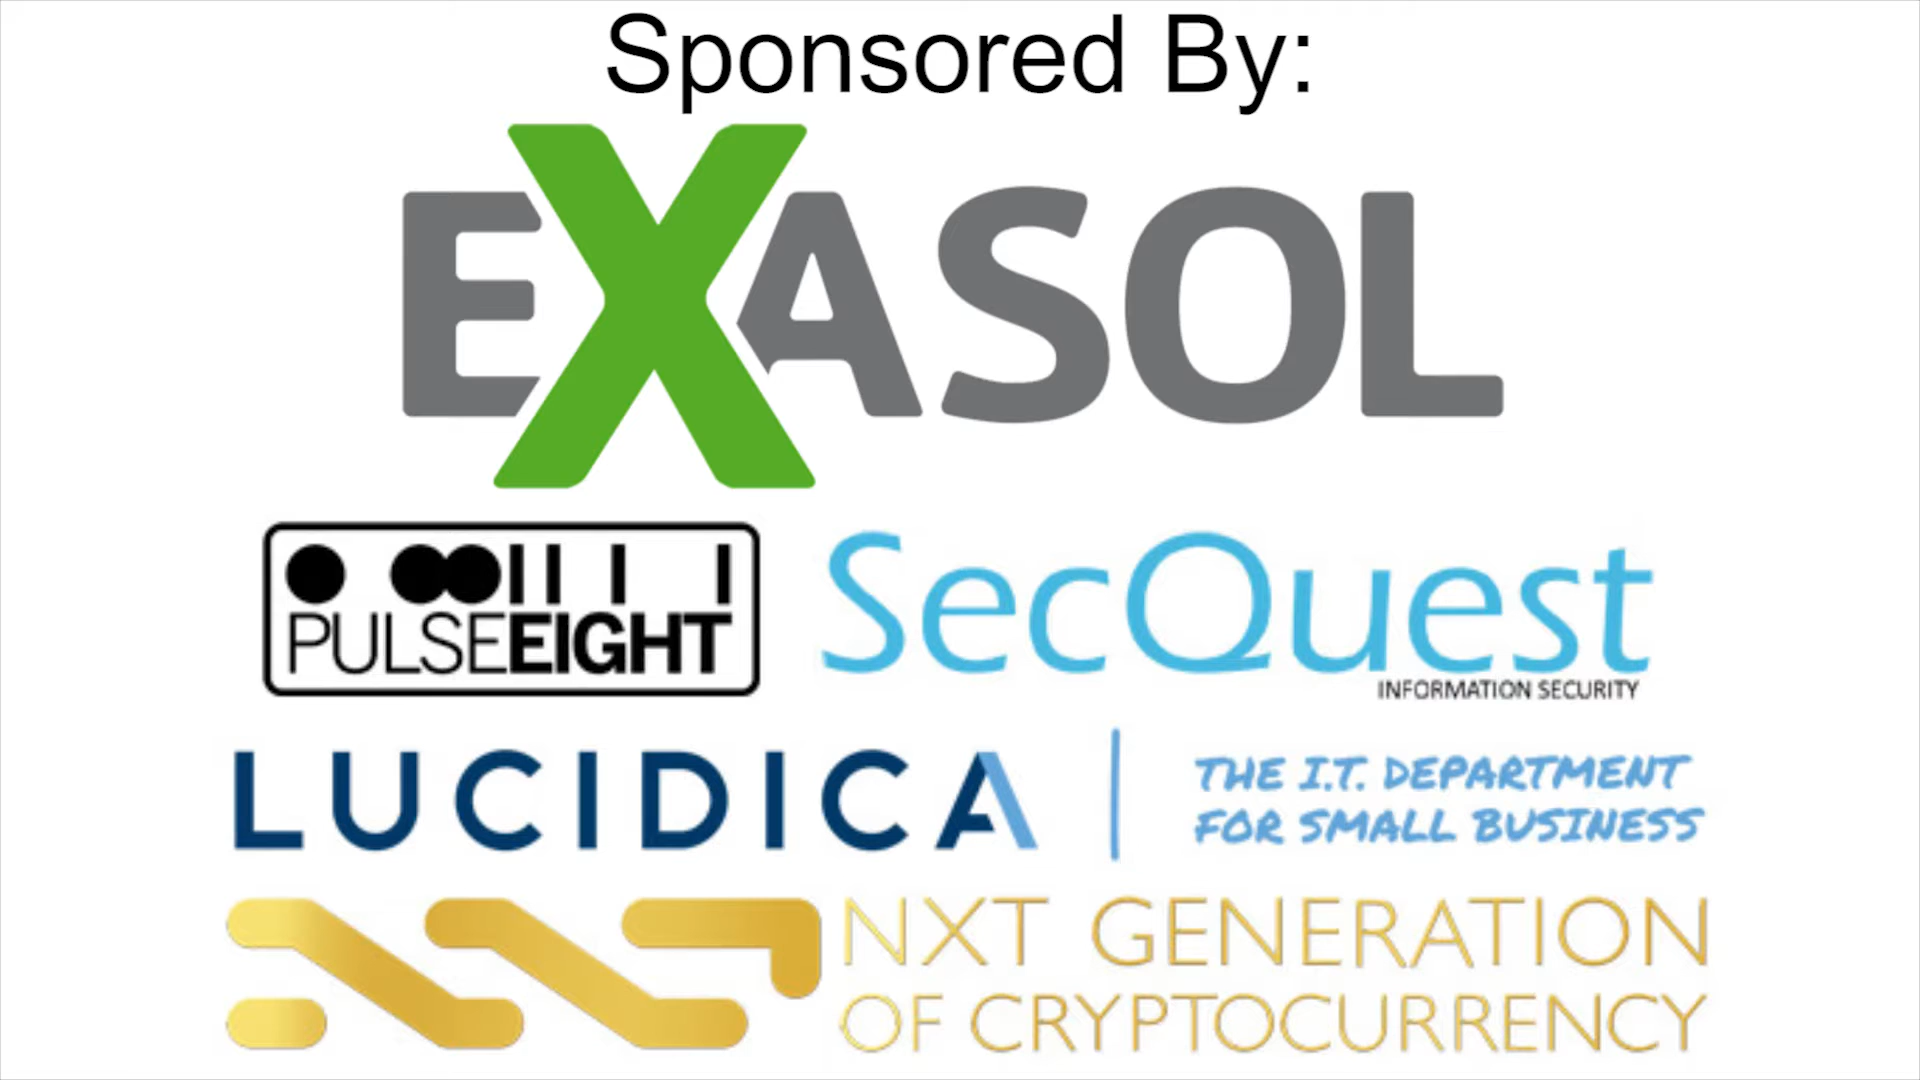 Sponsored By:
EXASOL
PULSEEIGHT
SecQuest
INFORMATION SECURITY
LUCIDICA
THE I.T. DEPARTMENT
FOR SMALL BUSINESS
NXT GENERATION
OF CRYPTOCURRENCY